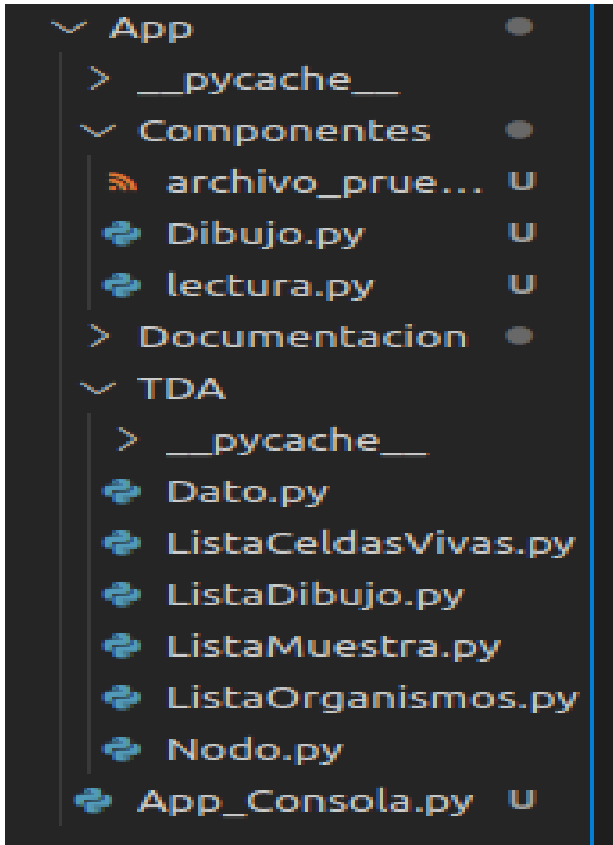 App
__pycache__
Componentes
archivo_prue... U
Dibujo.py U
lectura.py U
Documentacion
TDA
__pycache__
Dato.py
ListaCeldasVivas.py
ListaDibujo.py
ListaMuestra.py
ListaOrganismos.py
Nodo.py
App_Consola.py U